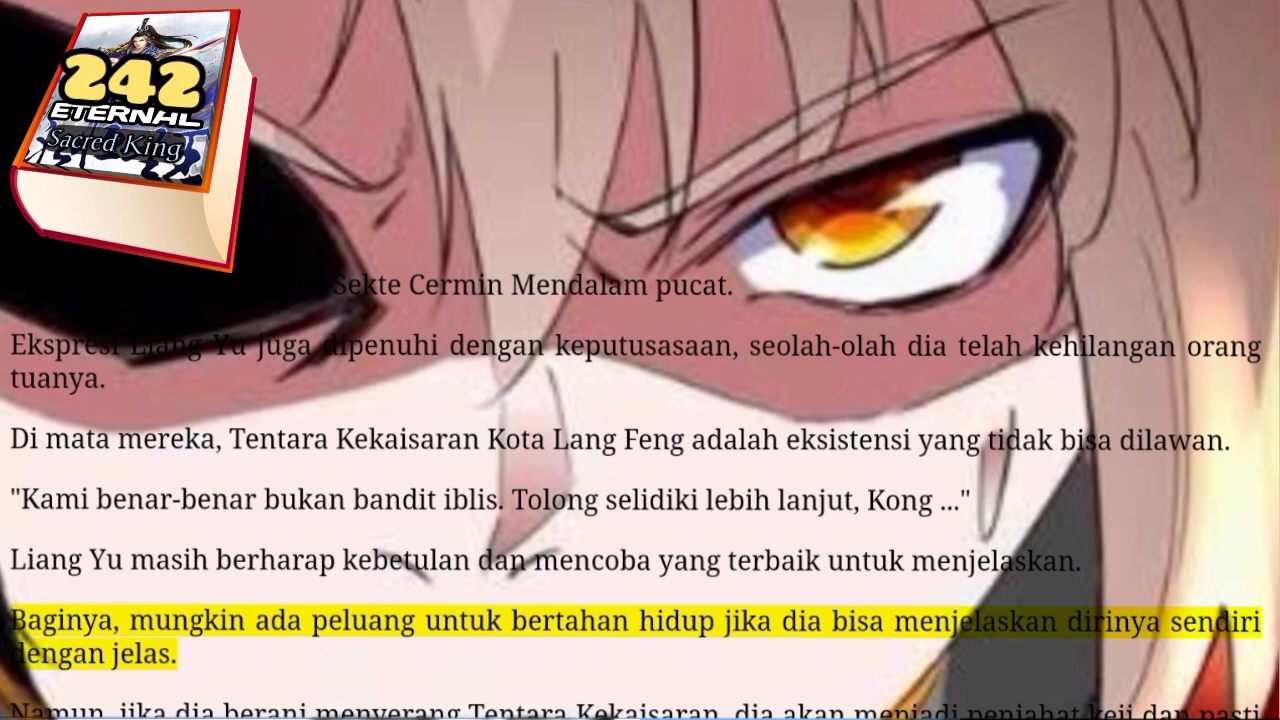 242
ETERNAL
Sacred King
Sekte Cermin Mendalam pucat.
Ekspresi Liang Yu juga dipenuhi dengan keputusasaan, seolah-olah dia telah kehilangan orang
tuanya.
Di mata mereka, Tentara Kekaisaran Kota Lang Feng adalah eksistensi yang tidak bisa dilawan.
"Kami benar-benar bukan bandit iblis. Tolong selidiki lebih lanjut, Kong ..."
Liang Yu masih berharap kebetulan dan mencoba yang terbaik untuk menjelaskan.
Baginya, mungkin ada peluang untuk bertahan hidup jika dia bisa menjelaskan dirinya sendiri
dengan jelas.
Namun, jika dia berani menyerang Tentara Kekaisaran, dia akan menjadi penjahat keji dan pasti